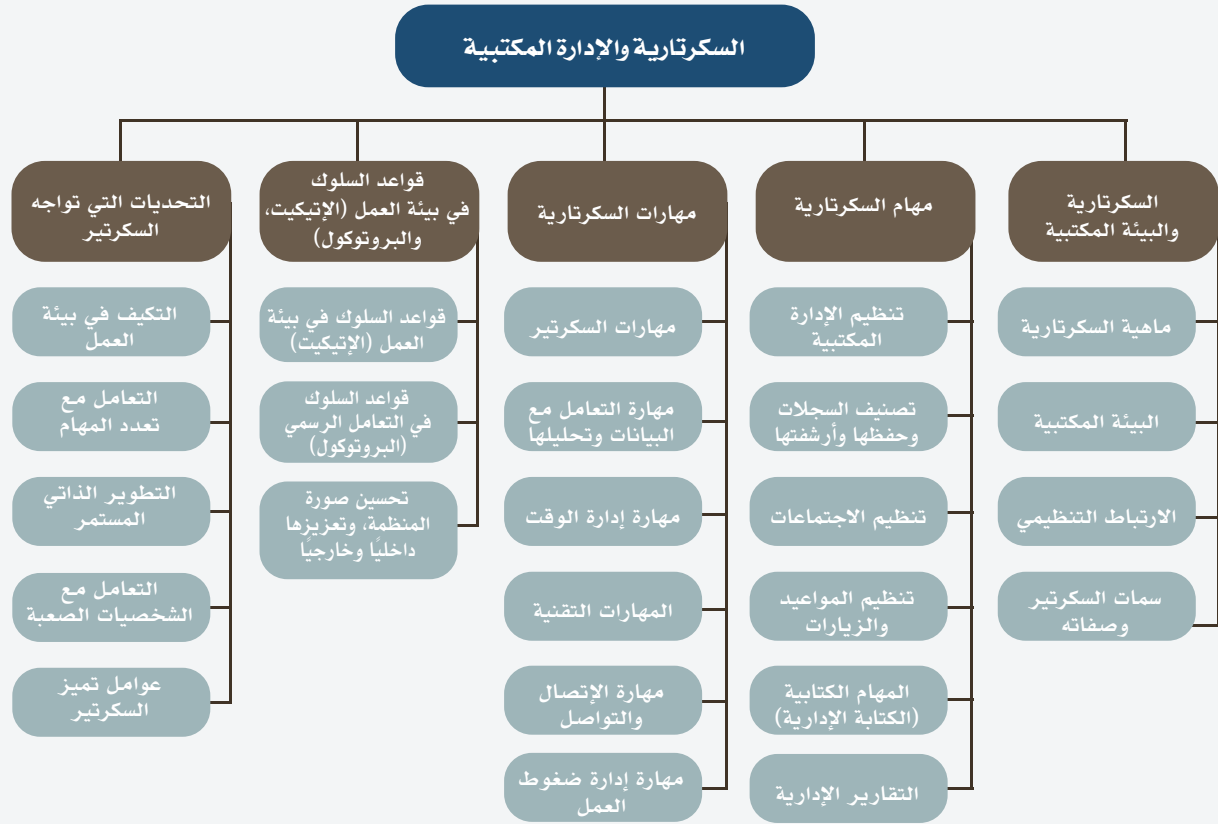 السكرتارية والإدارة المكتبية
السكرتارية
والبيئة المكتبية
ماهية السكرتارية
البيئة المكتبية
الارتباط التنظيمي
سمات السكرتير
وصفاته
مهام السكرتارية
تنظيم الإدارة
المكتبية
تصنيف السجلات
وحفظها وأرشفتها
تنظيم الاجتماعات
تنظيم المواعيد
والزيارات
المهام الكتابية
(الكتابة الإدارية)
التقارير الإدارية
مهارات السكرتارية
مهارات السكرتير
مهارة التعامل مع
البيانات وتحليلها
مهارة إدارة الوقت
المهارات التقنية
مهارة الإتصال
والتواصل
مهارة إدارة ضغوط
العمل
قواعد السلوك
في بيئة العمل (الإتيكيت،
والبروتوكول)
قواعد السلوك في بيئة
العمل (الإتيكيت)
قواعد السلوك
في التعامل الرسمي
(البروتوكول)
تحسين صورة
المنظمة، وتعزيزها
داخليًا وخارجيًا
التحديات التي تواجه
السكرتير
التكيف في بيئة
العمل
التعامل مع
تعدد المهام
التطوير الذاتي
المستمر
التعامل مع
الشخصيات الصعبة
عوامل تميز
السكرتير